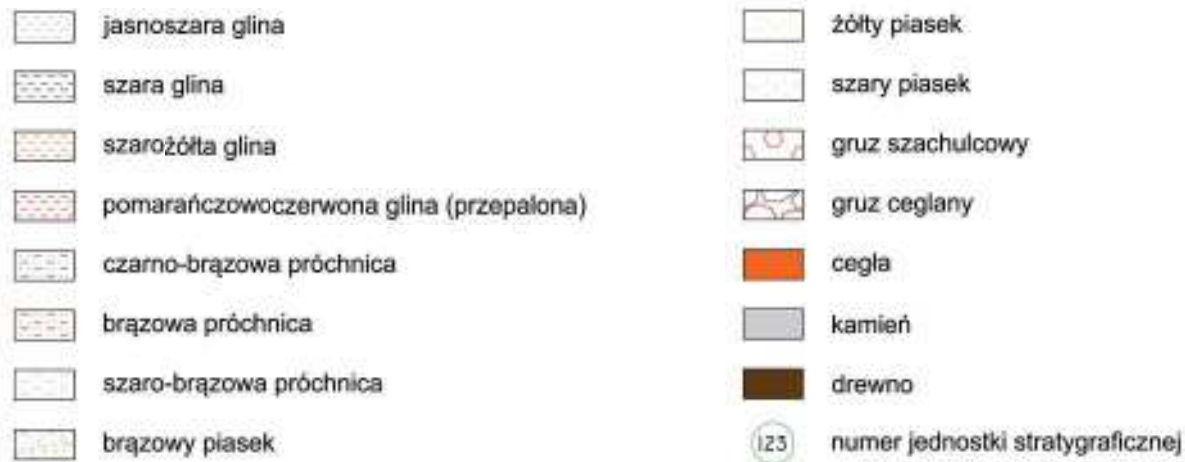 jasnoszara glina
szara glina
szarożółta glina
pomarańczowoczerwona glina (przepalona)
czarno-brązowa próchnica
brązowa próchnica
szaro-brązowa próchnica
brązowy piasek
żółty piasek
szary piasek
gruz szachulcowy
gruz ceglany
cegła
kamień
drewno
123 numer jednostki stratygraficznej